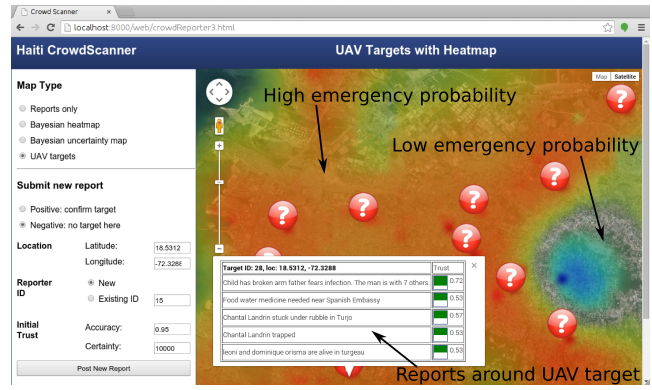 Crowd Scanner
localhost:8000/web/crowdReporter3.html
Haiti CrowdScanner
UAV Targets with Heatmap
Map Type
Reports only
Bayesian heatmap
Bayesian uncertainty map
UAV targets
Submit new report
Positive: confirm target
Negative: no target here
Location
Latitude:
18.5312
Longitude:
-72.3288
Reporter
ID
New
Existing ID
15
Initial
Trust
Accuracy:
0.95
Certainty:
10000
Post New Report
Map Satellite
High emergency probability
Low emergency probability
Target ID: 28, loc: 18.5312, -72.3288 Trust
Child has broken arm father fears infection. The man is with 7 others. 0.72
Food water medicine needed near Spanish Embassy 0.53
Chantal Landrin stuck under rubble in Turjo 0.57
Chantal Landrin trapped 0.53
leoni and dominique orisma are alive in turgeau 0.53
Reports around UAV target